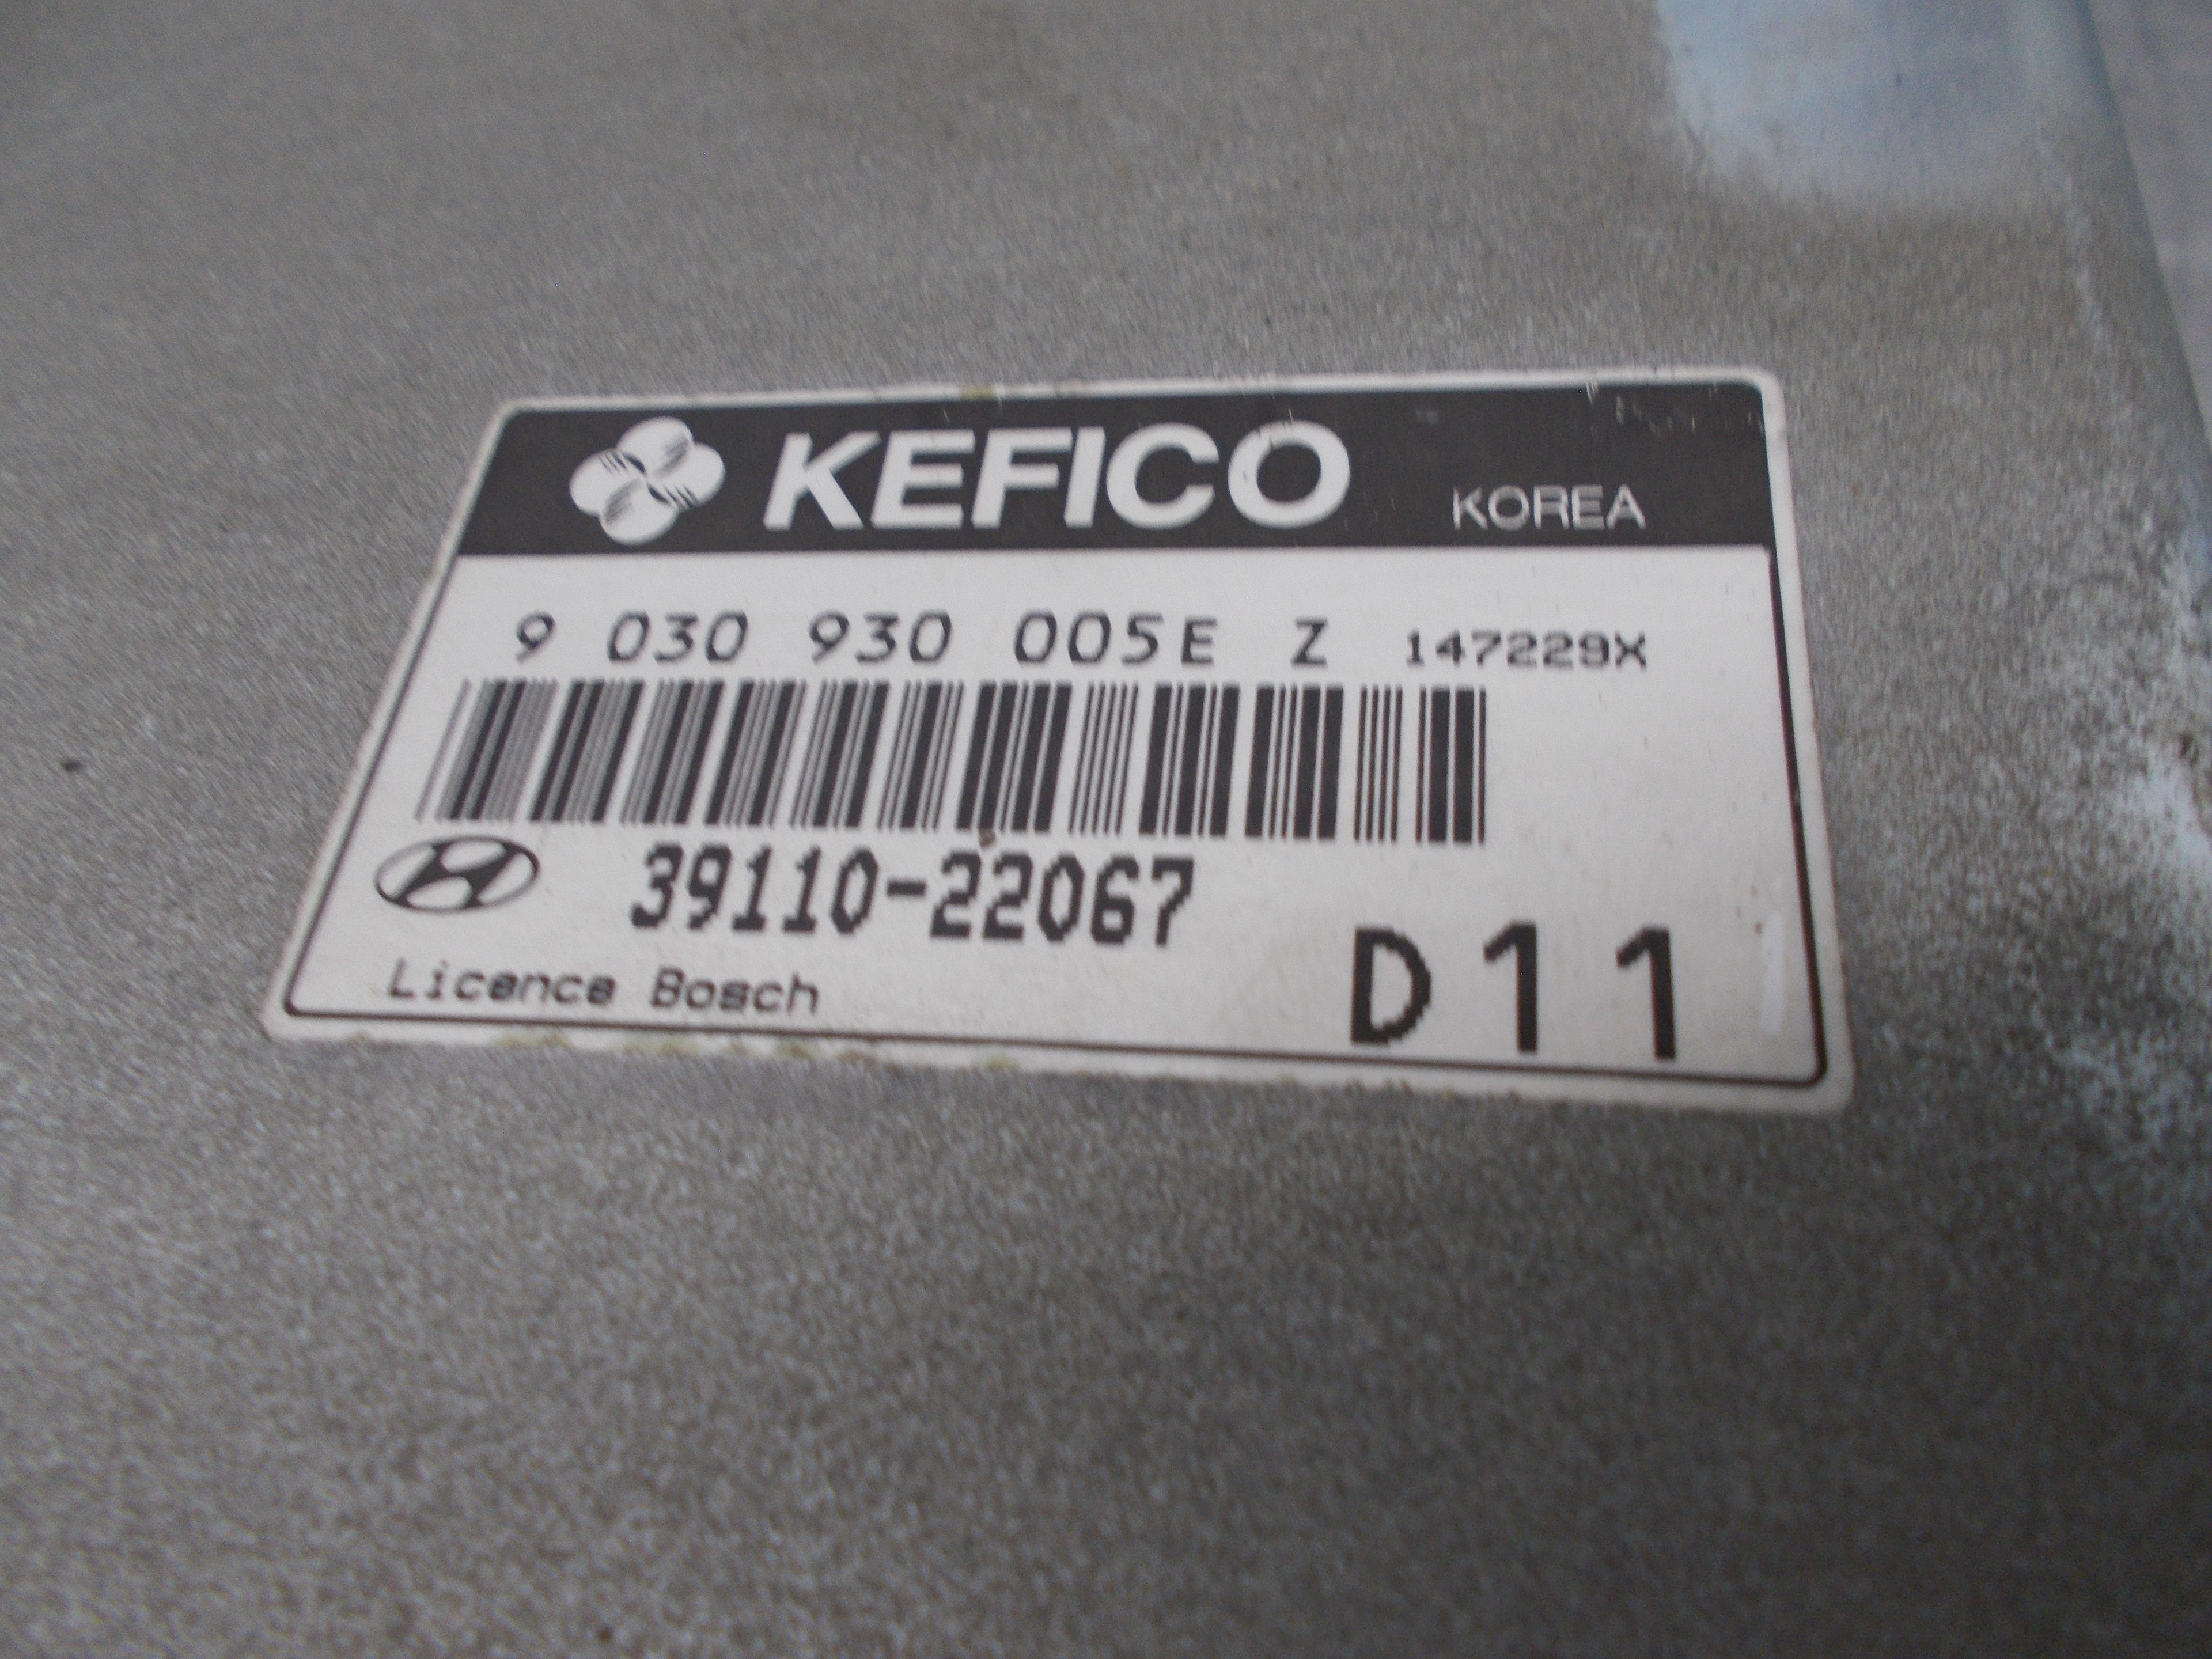 KEFICO KOREA
9 030 930 005E Z 147229X
39110-22067
D11
Licence Bosch